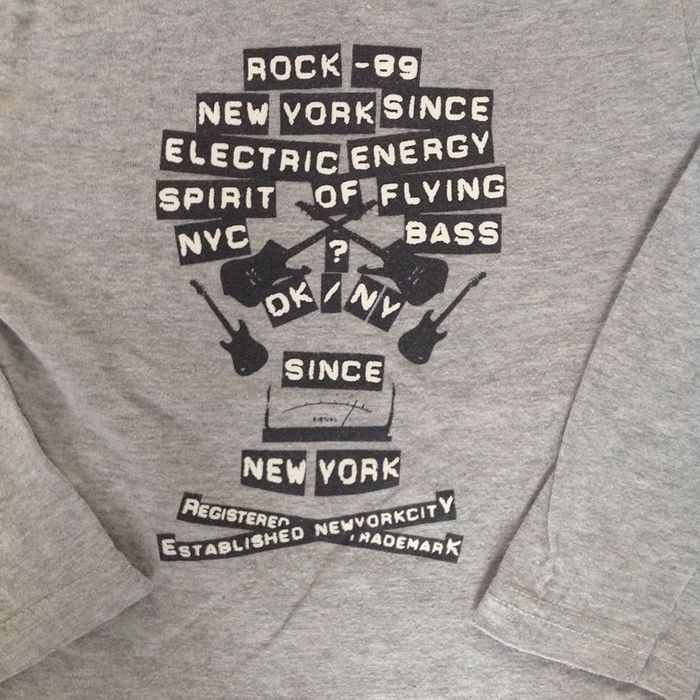 ROCK -89
NEW YORK SINCE
ELECTRIC ENERGY
SPIRIT OF FLYING
NYC ? BASS
DK / NY
SINCE
SIGNAL
NEW YORK
REGISTERED NEWYORKCITY
ESTABLISHED TRADEMARK